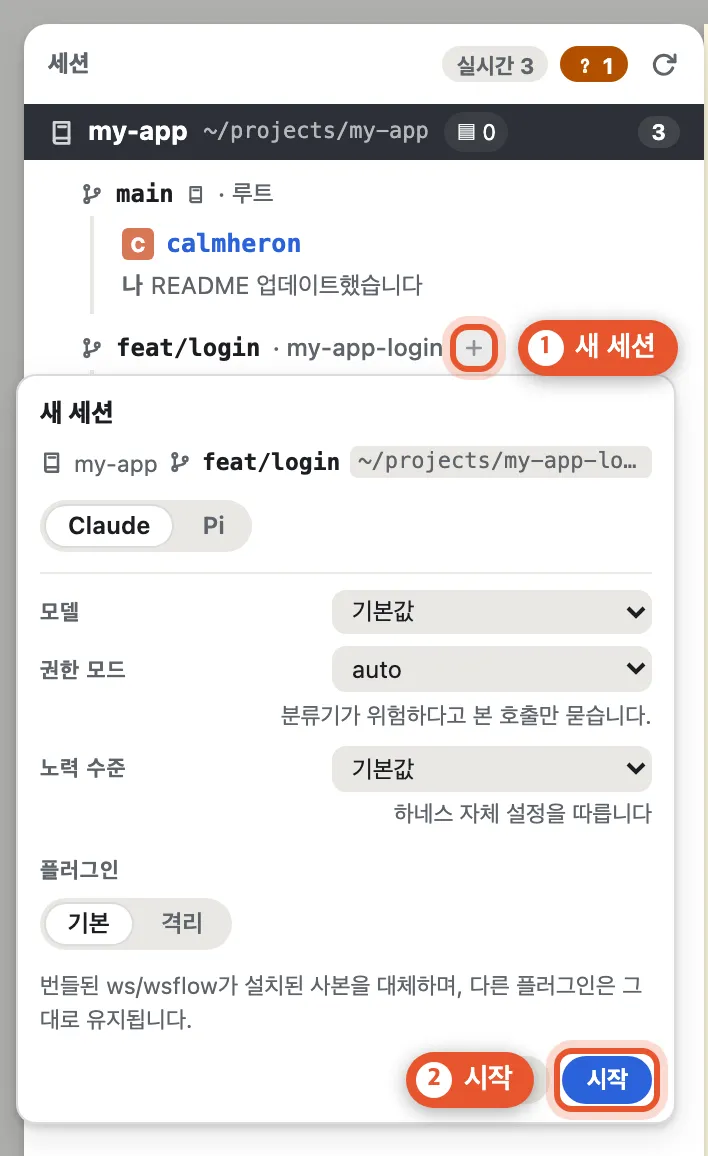 세션 실시간 3 ? 1
my-app ~/projects/my-app 0 3
main · 루트
C calmheron
나 README 업데이트했습니다
feat/login · my-app-login + 1 새 세션
새 세션
my-app feat/login ~/projects/my-app-lo…
Claude Pi
모델 기본값
권한 모드 auto
분류기가 위험하다고 본 호출만 묻습니다.
노력 수준 기본값
하네스 자체 설정을 따릅니다
플러그인
기본 격리
번들된 ws/wsflow가 설치된 사본을 대체하며, 다른 플러그인은 그
대로 유지됩니다.
2 시작 시작